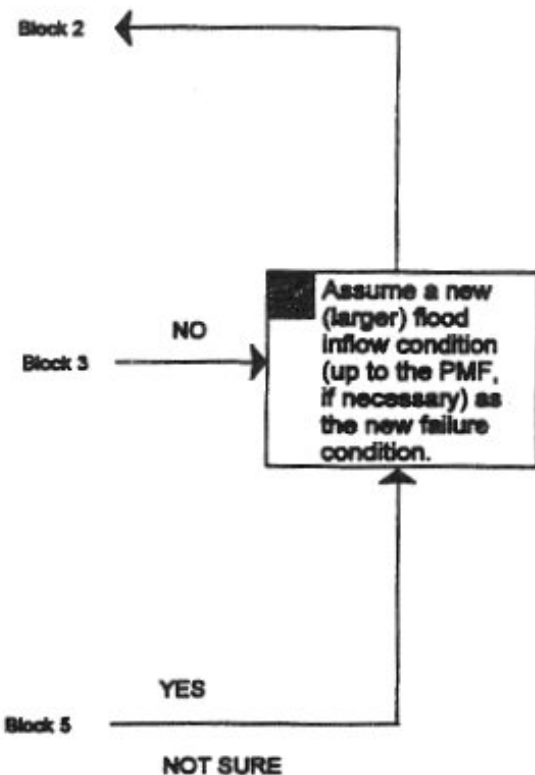 Block 2
Assume a new
(larger) flood
inflow condition
(up to the PMF,
if necessary) as
the new failure
condition.
NO
Block 3
YES
Block 5
NOT SURE